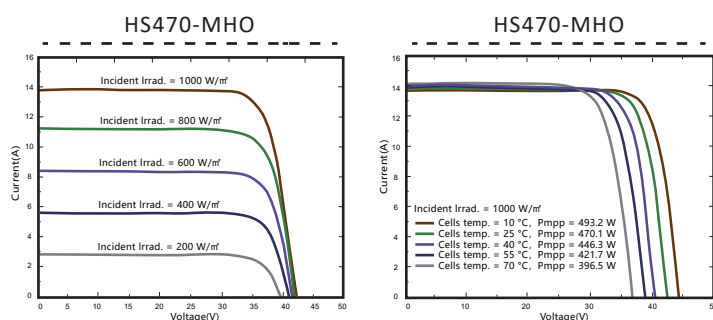 HS470-MHO
16
14
12
10
8
6
4
2
0
Current(A)
Incident Irrad. = 1000 W/㎡
Incident Irrad. = 800 W/㎡
Incident Irrad. = 600 W/㎡
Incident Irrad. = 400 W/㎡
Incident Irrad. = 200 W/㎡
0 5 10 15 20 25 30 35 40 45 50
Voltage(V)
HS470-MHO
16
14
12
10
8
6
4
2
0
Current(A)
Incident Irrad. = 1000 W/㎡
Cells temp. = 10 °C, Pmpp = 493.2 W
Cells temp. = 25 °C, Pmpp = 470.1 W
Cells temp. = 40 °C, Pmpp = 446.3 W
Cells temp. = 55 °C, Pmpp = 421.7 W
Cells temp. = 70 °C, Pmpp = 396.5 W
0 10 20 30 40 50
Voltage(V)